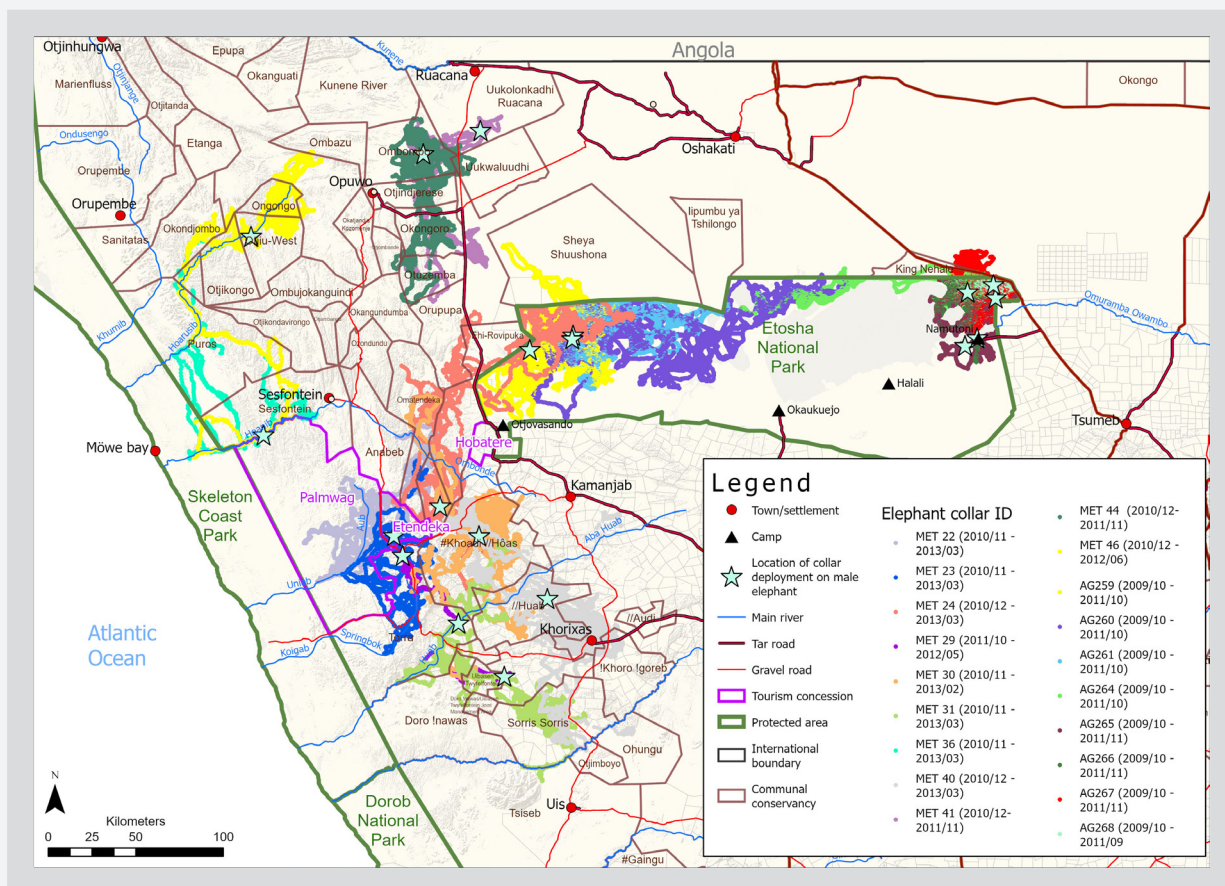 Angola
Otjinhungwa
Epupa
Kunene
Ruacana
Okanguati
Marienfluss
Otjinjange
Kunene River
Uukolonkadhi
Ruacana
Okongo
Otjitanda
Ondusengo
Etanga
Ombazu
Oshakati
Uukwaluudhi
Orupembe
Opuwo
Otjindjerese
Orupembe
Ongongo
Iipumbu ya
Tshilongo
Okondjombo
Okongoro
Sanitatas
Sheya
Shuushona
King Nehale
Otuzemba
Otjikongo
Ombujokanguindi
Omuramba Owambo
Khumib
Hoarusib
Okangundumba
Orupupa
Otjikondavirongo
Etosha
National
Park
Namutoni
Ehi-Rovipuka
Puros
Ozondundu
Halali
Sesfontein
Sesfontein
Omatendeka
Okaukuejo
Otjovasando
Tsumeb
Hoanib
Möwe bay
Hobatere
Anabeb
Ombonde
Kamanjab
Skeleton
Coast
Park
Palmwag
Aub
Etendeka
Aba Huab
#Khoadi-//Hôas
Uniab
//Huab
//Audi
Atlantic
Ocean
Springbok
Torra
Khorixas
Koigab
Huab
!Khoro !goreb
Doro !nawas
Sorris Sorris
Ohungu
Otjimboyo
Uis
Tsiseb
Dorob
National
Park
#Gaingu
N
Kilometers
0 25 50 100
Legend
Town/settlement
Camp
Location of collar
deployment on male
elephant
Main river
Tar road
Gravel road
Tourism concession
Protected area
International
boundary
Communal
conservancy
Elephant collar ID
MET 22 (2010/11 -
2013/03)
MET 23 (2010/11 -
2013/03)
MET 24 (2010/12 -
2013/03)
MET 29 (2011/10 -
2012/05)
MET 30 (2010/11 -
2013/02)
MET 31 (2010/11 -
2013/03)
MET 36 (2010/11 -
2013/03)
MET 40 (2010/12 -
2013/03)
MET 41 (2010/12-
2011/11)
MET 44 (2010/12-
2011/11)
MET 46 (2010/12 -
2012/06)
AG259 (2009/10 -
2011/10)
AG260 (2009/10 -
2011/10)
AG261 (2009/10 -
2011/10)
AG264 (2009/10 -
2011/10)
AG265 (2009/10 -
2011/11)
AG266 (2009/10 -
2011/11)
AG267 (2009/10 -
2011/11)
AG268 (2009/10 -
2011/09